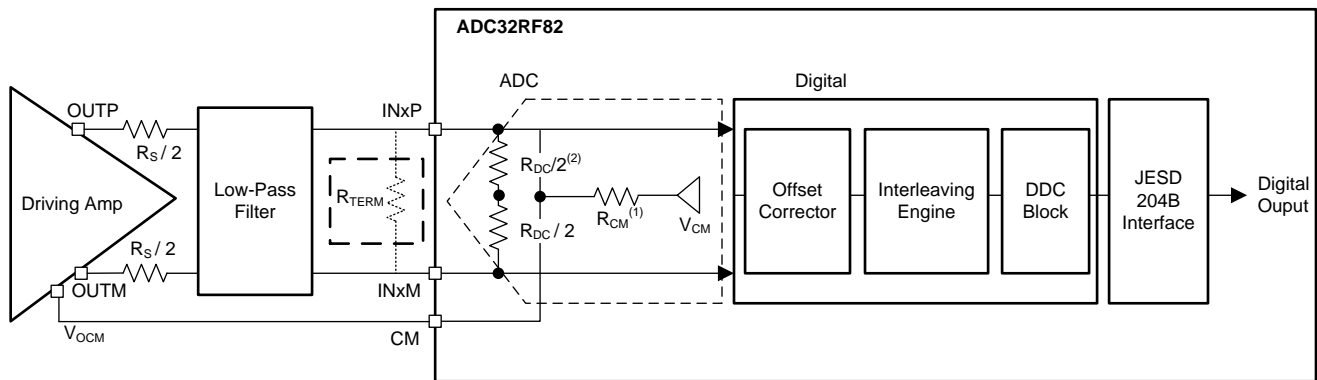 ADC32RF82
ADC
Digital
OUTP
INxP
R_S / 2
R_DC/2^(2)
Low-Pass
Filter
Offset
Corrector
Interleaving
Engine
DDC
Block
JESD
204B
Interface
Digital
Ouput
Driving Amp
R_TERM
R_CM^(1)
V_CM
R_DC / 2
R_S / 2
OUTM
INxM
V_OCM
CM